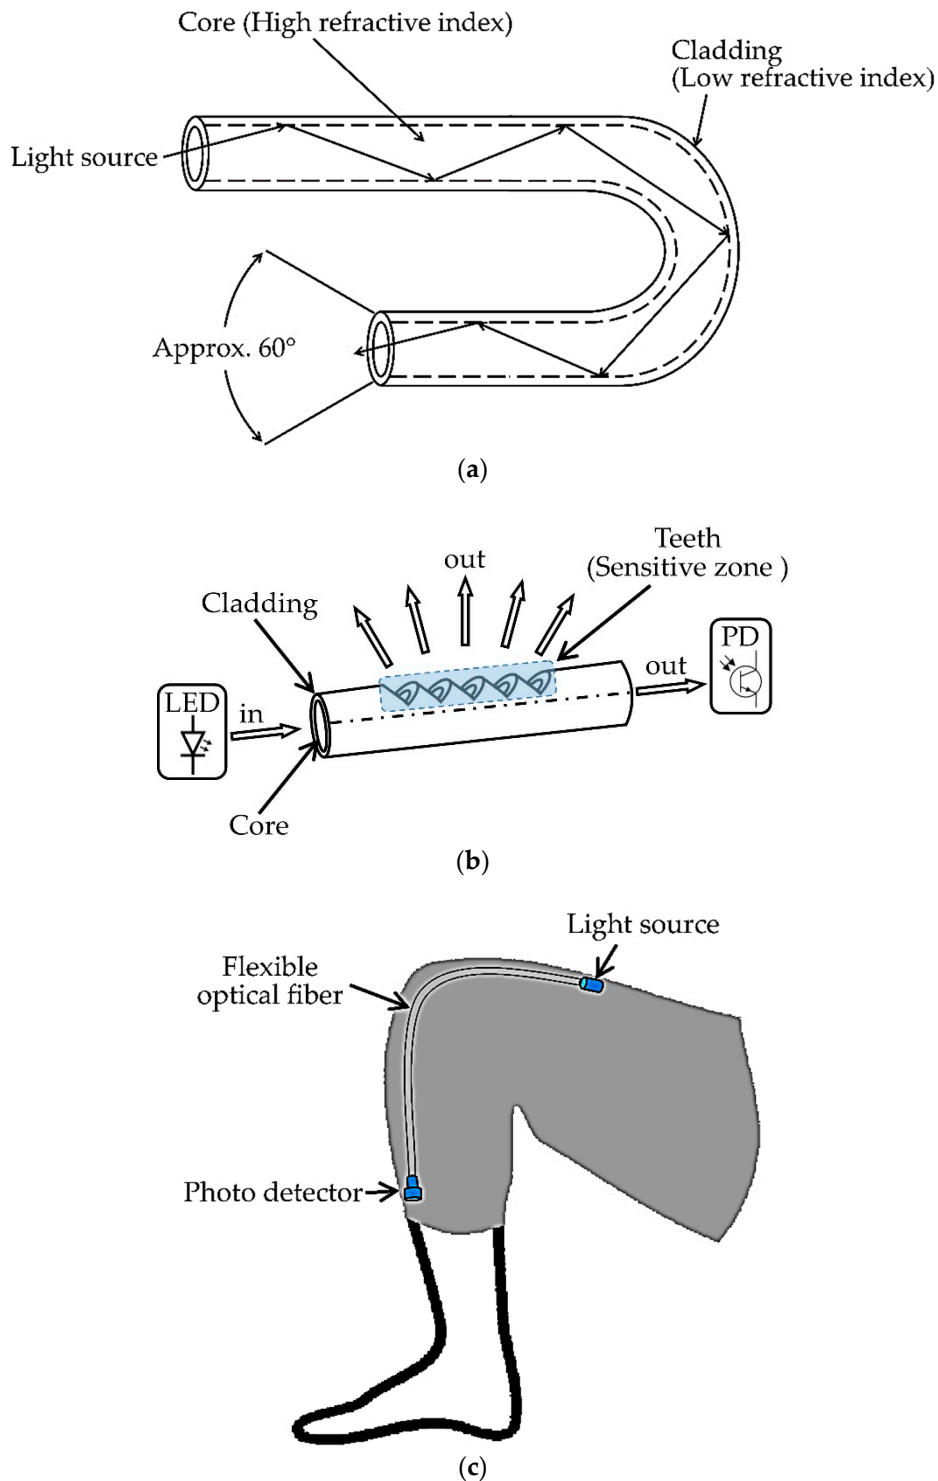 Core (High refractive index)
Cladding
(Low refractive index)
Light source
Approx. 60°
(a)
out
Teeth
(Sensitive zone )
Cladding
PD
out
LED
in
Core
(b)
Light source
Flexible
optical fiber
Photo detector
(c)